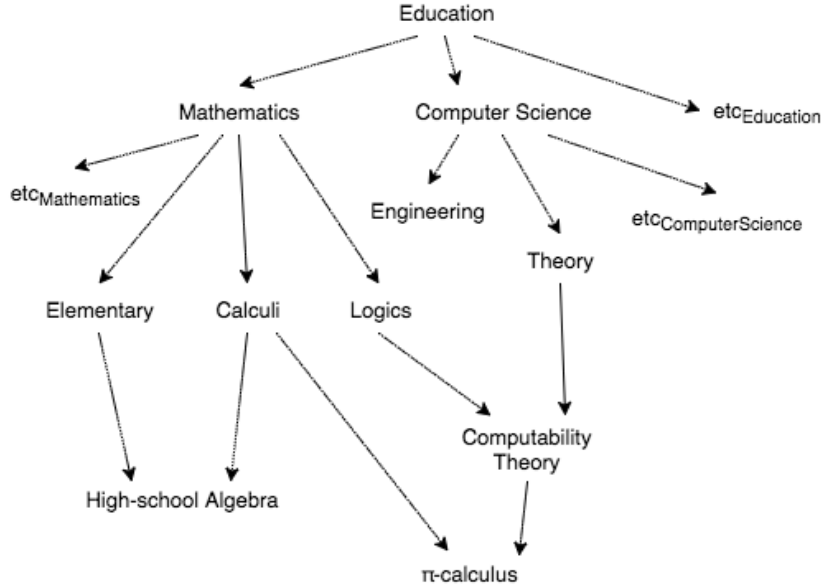 Education
Mathematics
Computer Science
etcEducation
etcMathematics
Engineering
etcComputerScience
Theory
Elementary
Calculi
Logics
Computability
Theory
High-school Algebra
π-calculus